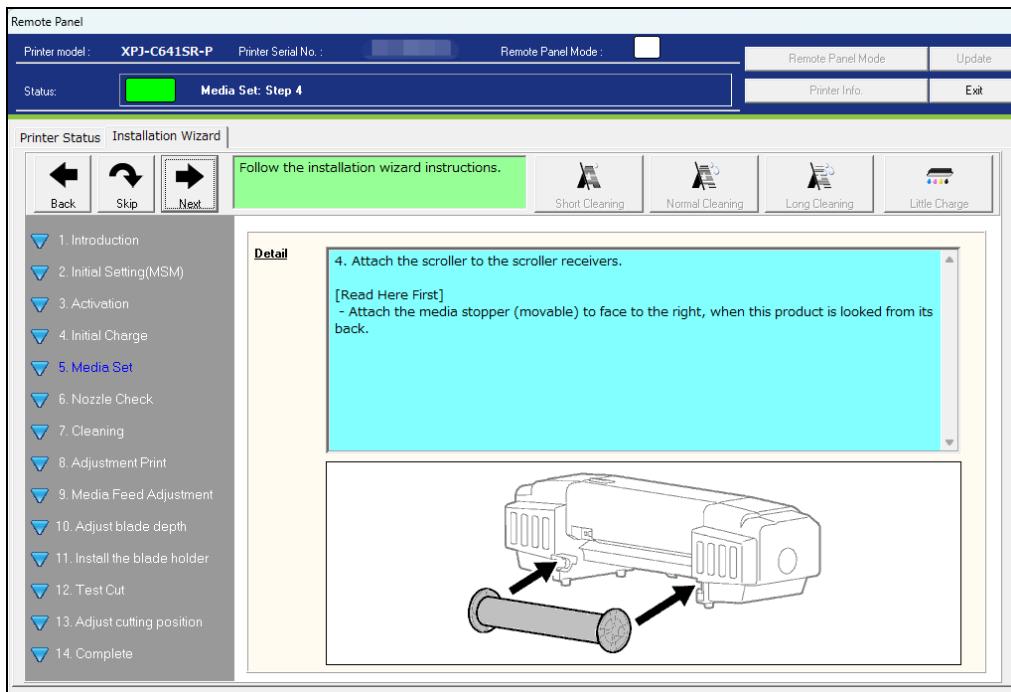 Remote Panel
Printer model : XPJ-C641SR-P Printer Serial No. : Remote Panel Mode :
Remote Panel Mode Update
Status: Media Set: Step 4
Printer Info. Exit
Printer Status Installation Wizard
Back Skip Next
Follow the installation wizard instructions.
Short Cleaning Normal Cleaning Long Cleaning Little Charge
1. Introduction
2. Initial Setting(MSM)
3. Activation
4. Initial Charge
5. Media Set
6. Nozzle Check
7. Cleaning
8. Adjustment Print
9. Media Feed Adjustment
10. Adjust blade depth
11. Install the blade holder
12. Test Cut
13. Adjust cutting position
14. Complete
Detail
4. Attach the scroller to the scroller receivers.
[Read Here First]
- Attach the media stopper (movable) to face to the right, when this product is looked from its
back.